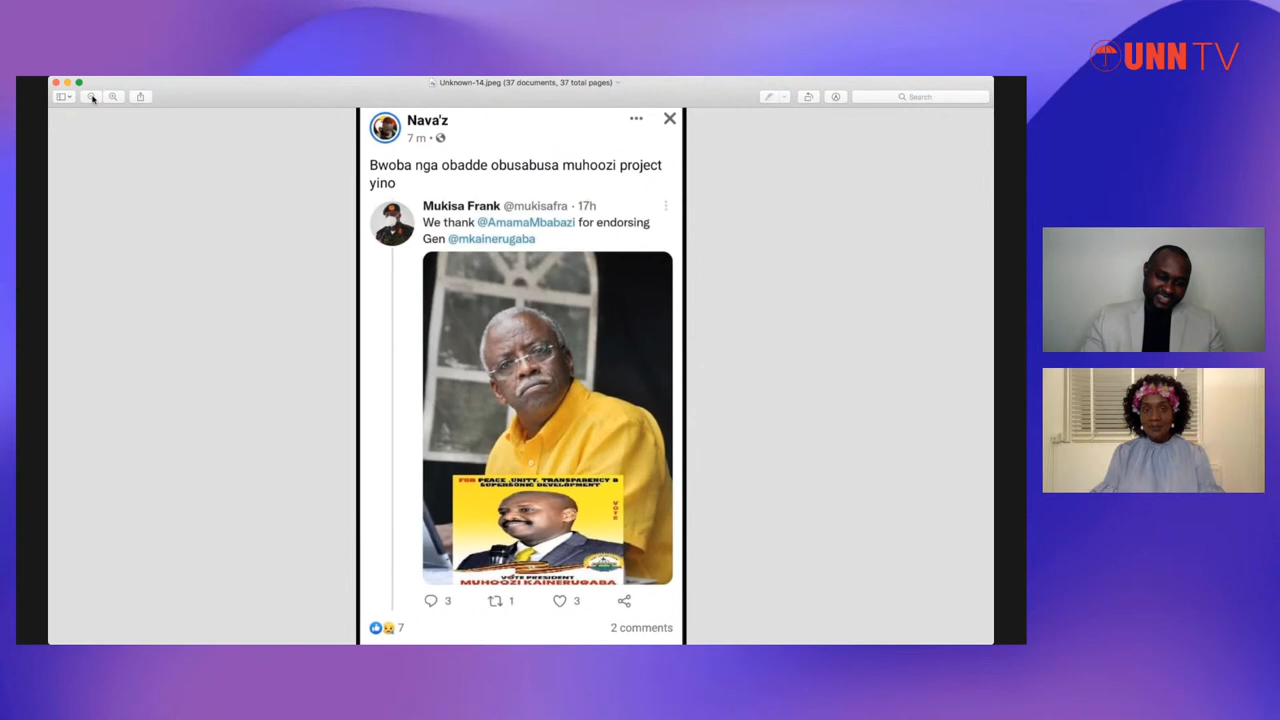 UNN TV
Unknown-14.jpeg (37 documents, 37 total pages)
Search
Nava'z
7 m
Bwoba nga obadde obusabusa muhoozi project
yino
Mukisa Frank @mukisafra · 17h
We thank @AmamaMbabazi for endorsing
Gen @mkainerugaba
FOR PEACE ,UNITY, TRANSPARENCY &
SUPERSONIC DEVELOPMENT
VOTE
VOTE PRESIDENT
MUHOOZI KAINERUGABA
3
1
3
7
2 comments